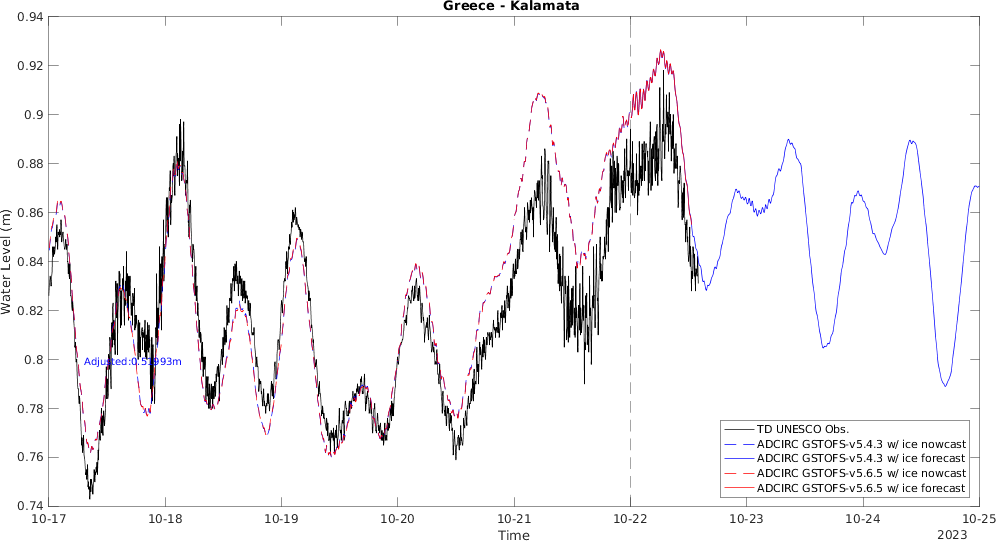 Greece - Kalamata
0.94
0.92
0.9
0.88
0.86
0.84
0.82
0.8
0.78
0.76
0.74
Water Level (m)
Adjusted:0.51993m
TD UNESCO Obs.
ADCIRC GSTOFS-v5.4.3 w/ ice nowcast
ADCIRC GSTOFS-v5.4.3 w/ ice forecast
ADCIRC GSTOFS-v5.6.5 w/ ice nowcast
ADCIRC GSTOFS-v5.6.5 w/ ice forecast
10-17 10-18 10-19 10-20 10-21 10-22 10-23 10-24 10-25
Time
2023